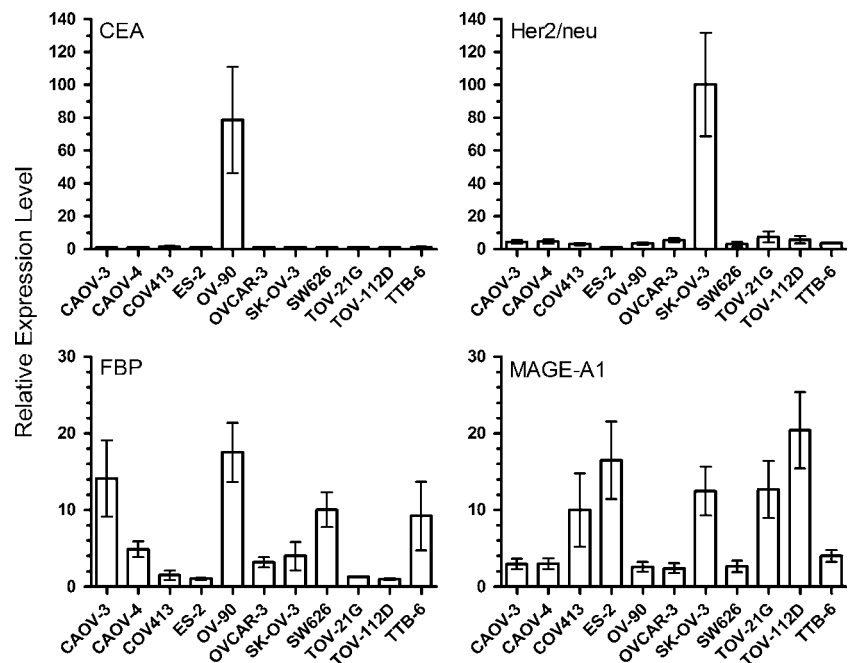 Relative Expression Level
CEA
140
120
100
80
60
40
20
0
CAOV-3
CAOV-4
COV413
ES-2
OV-90
OVCAR-3
SK-OV-3
SW626
TOV-21G
TOV-112D
TTB-6
Her2/neu
140
120
100
80
60
40
20
0
CAOV-3
CAOV-4
COV413
ES-2
OV-90
OVCAR-3
SK-OV-3
SW626
TOV-21G
TOV-112D
TTB-6
FBP
30
20
10
0
CAOV-3
CAOV-4
COV413
ES-2
OV-90
OVCAR-3
SK-OV-3
SW626
TOV-21G
TOV-112D
TTB-6
MAGE-A1
30
20
10
0
CAOV-3
CAOV-4
COV413
ES-2
OV-90
OVCAR-3
SK-OV-3
SW626
TOV-21G
TOV-112D
TTB-6